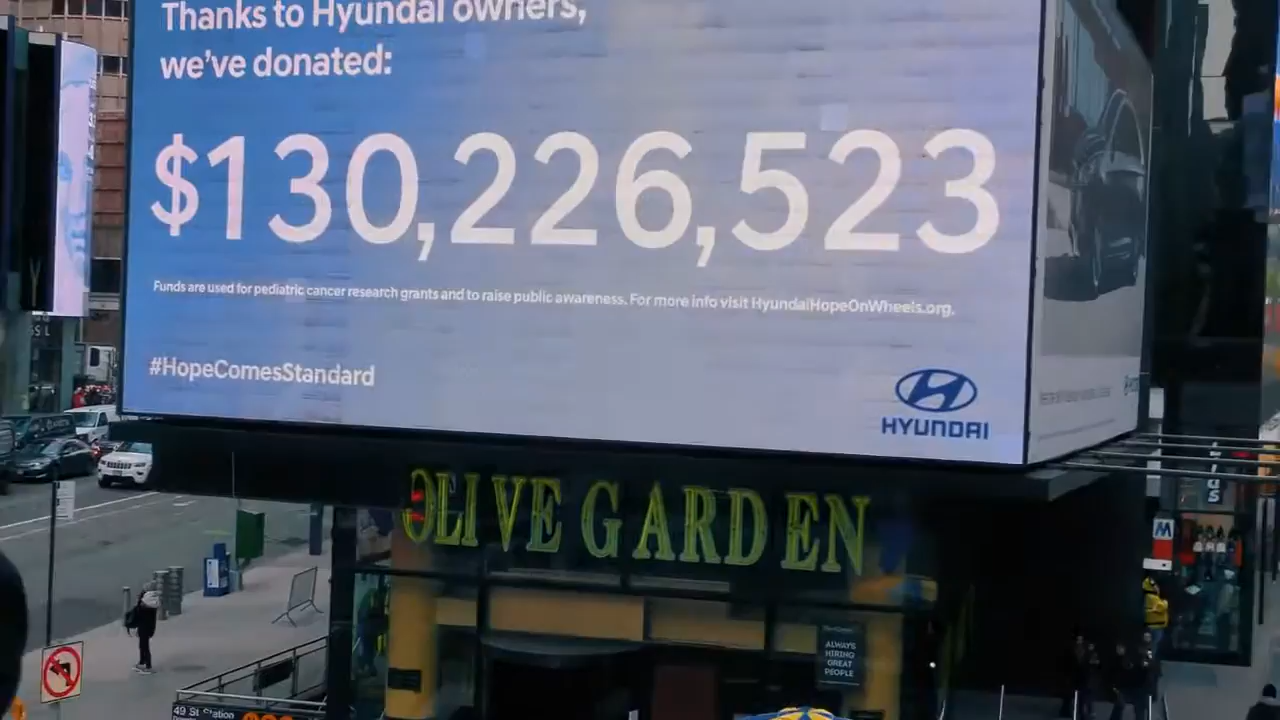 Thanks to Hyundai owners,
we've donated:
$130,226,523
Funds are used for pediatric cancer research grants and to raise public awareness. For more info visit HyundaiHopeOnWheels.org.
#HopeComesStandard
HYUNDAI
OLIVE GARDEN
ALWAYS
HIRING
GREAT
PEOPLE
49 St Station